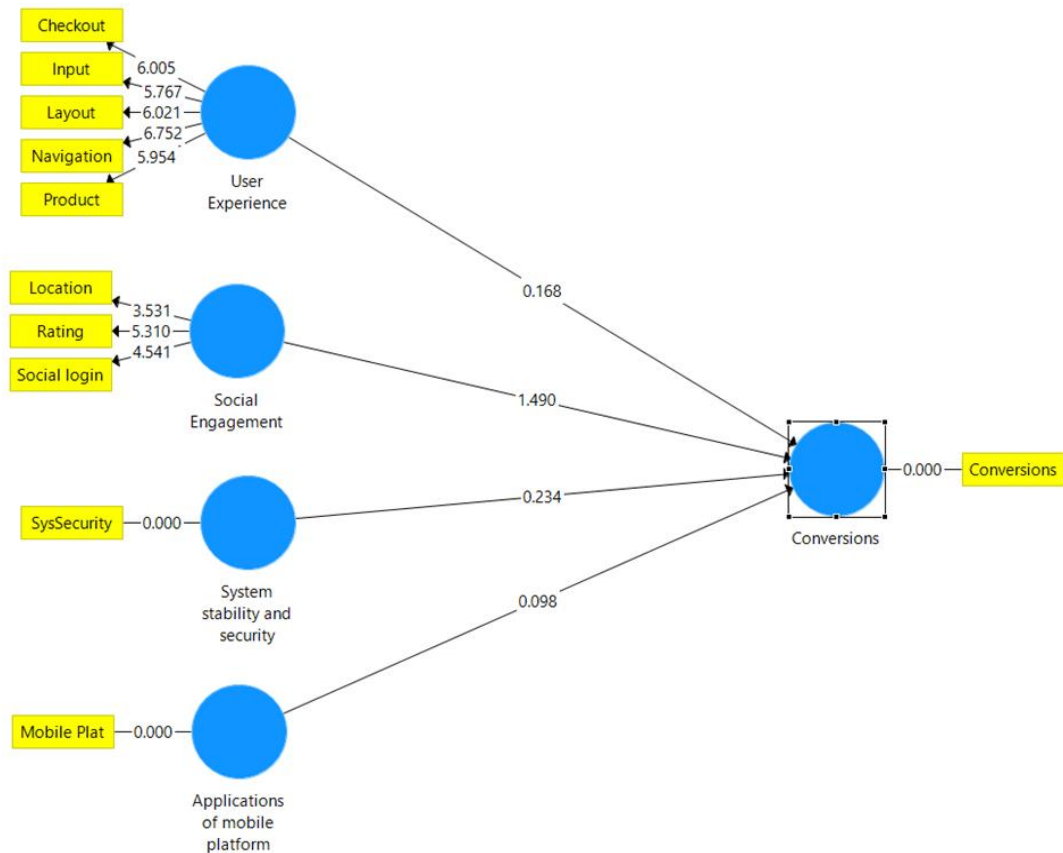 Checkout
6.005
Input
5.767
Layout
6.021
Navigation
6.752
Product
5.954
User
Experience
0.168
Location
3.531
Rating
5.310
Social login
4.541
Social
Engagement
1.490
Conversions
0.000
Conversions
SysSecurity
0.000
0.234
System
stability and
security
0.098
Mobile Plat
0.000
Applications
of mobile
platform